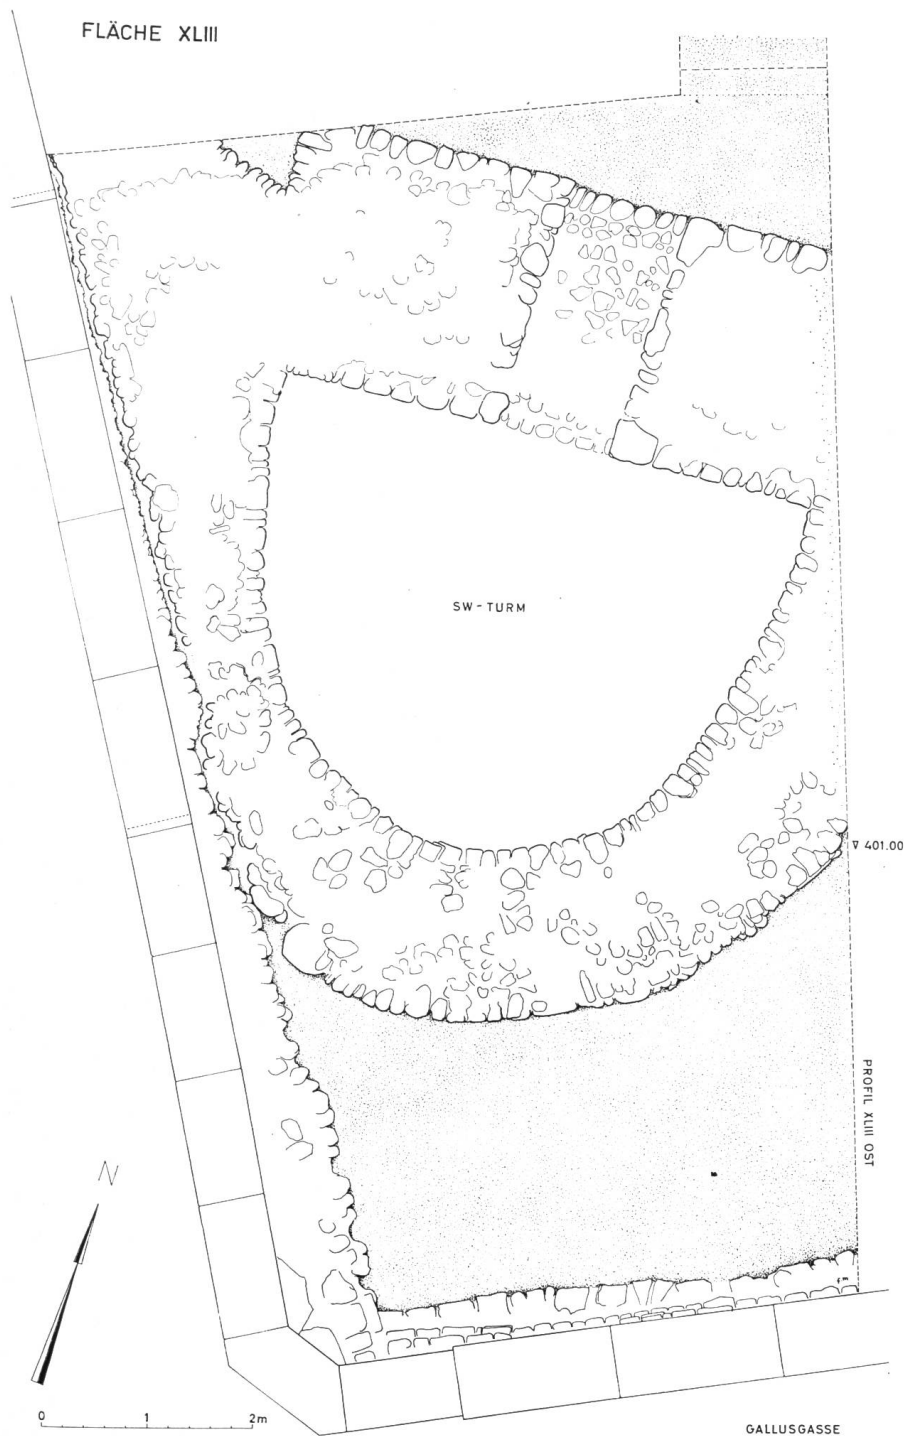 FLÄCHE XLIII
SW-TURM
∇ 401.00
PROFIL XLIII OST
N
0 1 2m
GALLUSGASSE